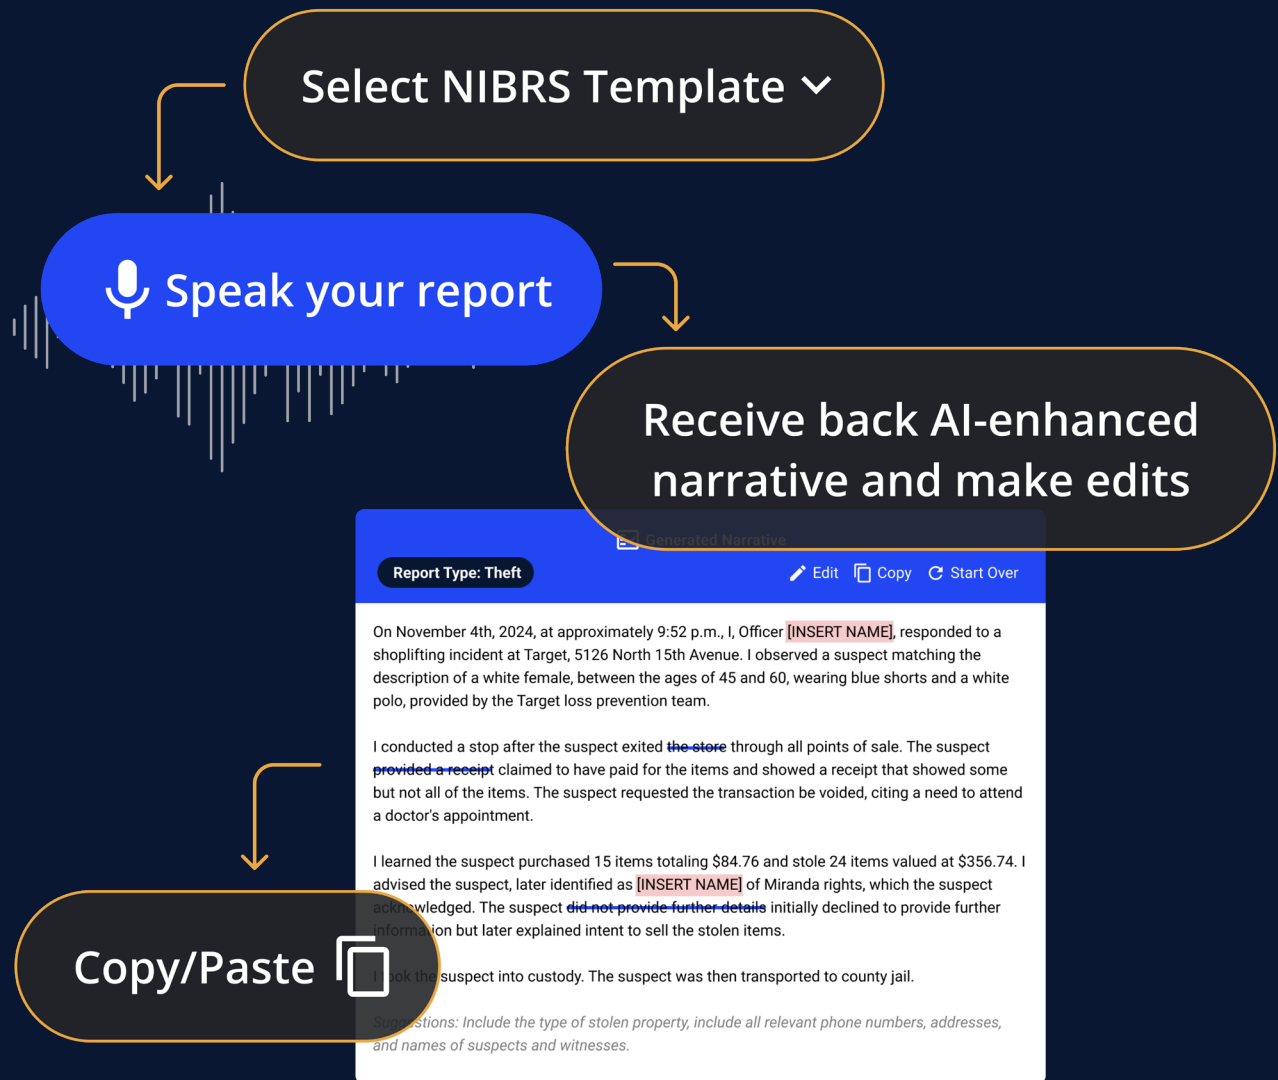 Select NIBRS Template
Speak your report
Receive back AI-enhanced
narrative and make edits
Generated Narrative
Report Type: Theft
Edit
Copy
Start Over
On November 4th, 2024, at approximately 9:52 p.m., I, Officer [INSERT NAME], responded to a
shoplifting incident at Target, 5126 North 15th Avenue. I observed a suspect matching the
description of a white female, between the ages of 45 and 60, wearing blue shorts and a white
polo, provided by the Target loss prevention team.
I conducted a stop after the suspect exited the store through all points of sale. The suspect
provided a receipt claimed to have paid for the items and showed a receipt that showed some
but not all of the items. The suspect requested the transaction be voided, citing a need to attend
a doctor's appointment.
I learned the suspect purchased 15 items totaling $84.76 and stole 24 items valued at $356.74. I
advised the suspect, later identified as [INSERT NAME] of Miranda rights, which the suspect
acknowledged. The suspect did not provide further details initially declined to provide further
information but later explained intent to sell the stolen items.
I took the suspect into custody. The suspect was then transported to county jail.
Suggestions: Include the type of stolen property, include all relevant phone numbers, addresses,
and names of suspects and witnesses.
Copy/Paste